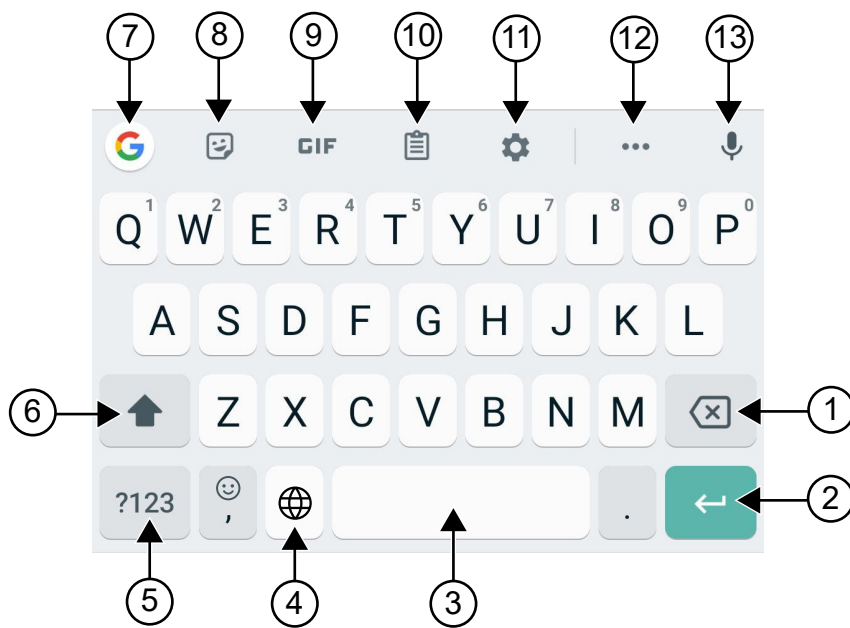 7 8 9 10 11 12 13
G GIF
Q1 W2 E3 R4 T5 Y6 U7 I8 O9 P0
A S D F G H J K L
6 Z X C V B N M 1
?123 , . 2
5 4 3